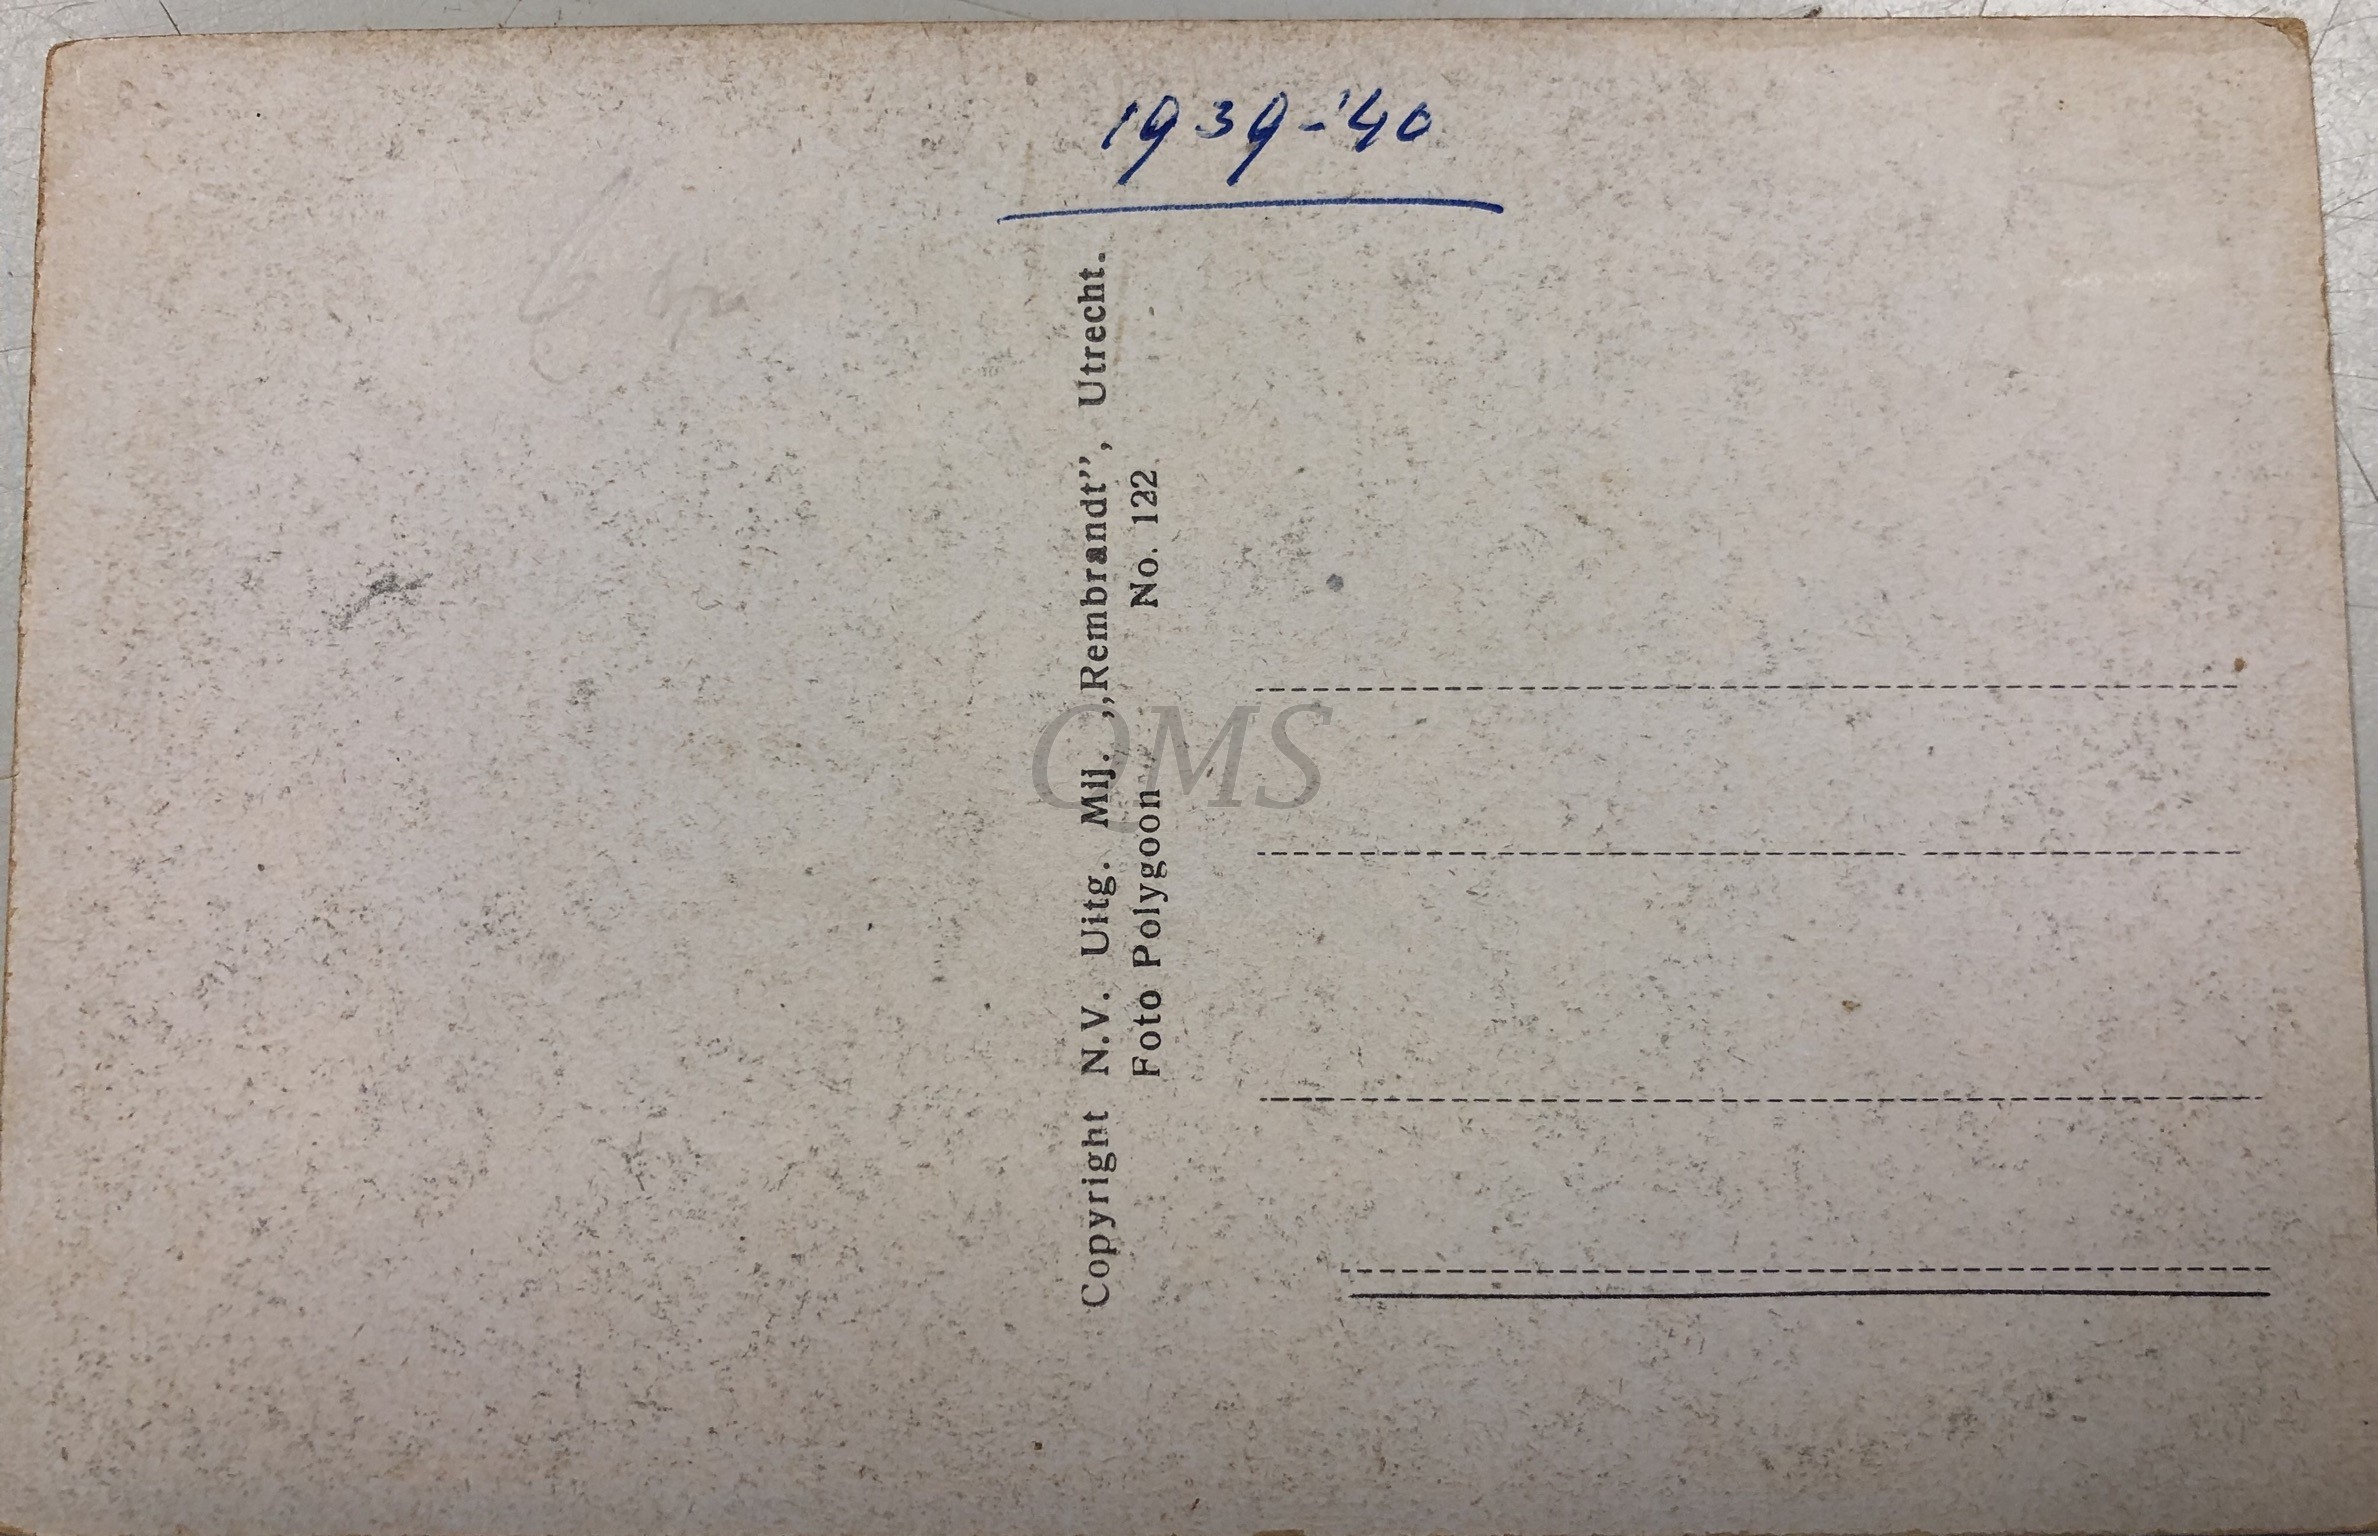 1939-'40
Copyright N.V. Uitg. Mij. „Rembrandt”, Utrecht.
Foto Polygoon No. 122
QMS